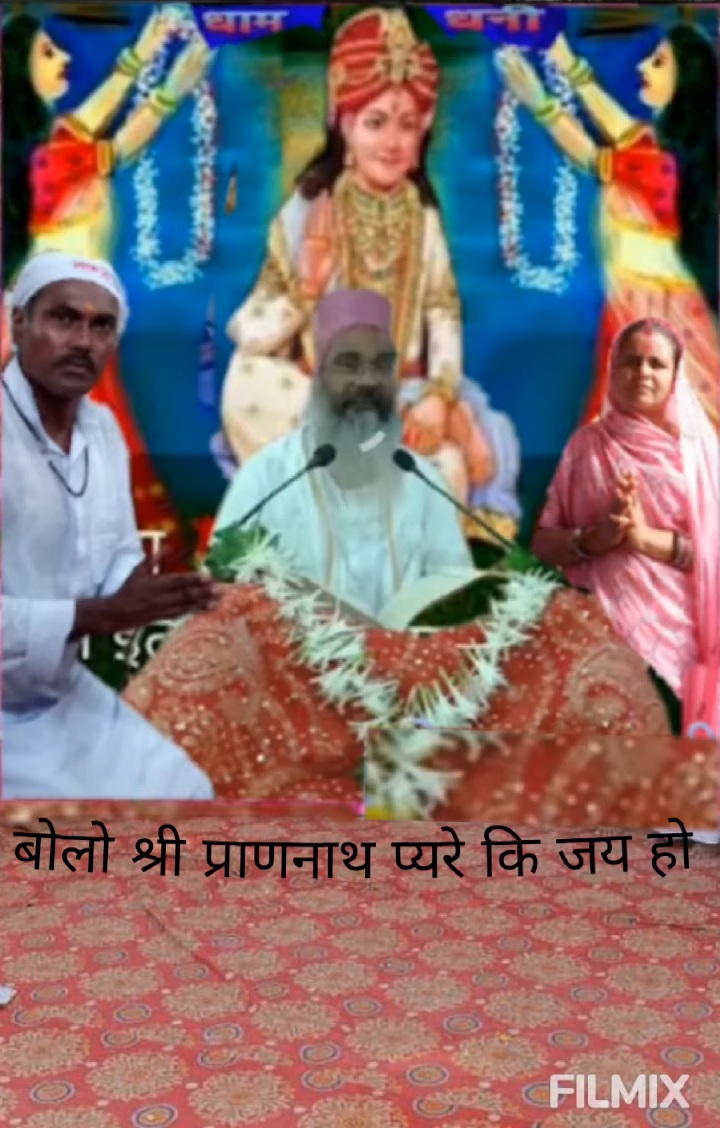 धाम धनी
बोलो श्री प्राणनाथ प्यरे कि जय हो
FILMIX